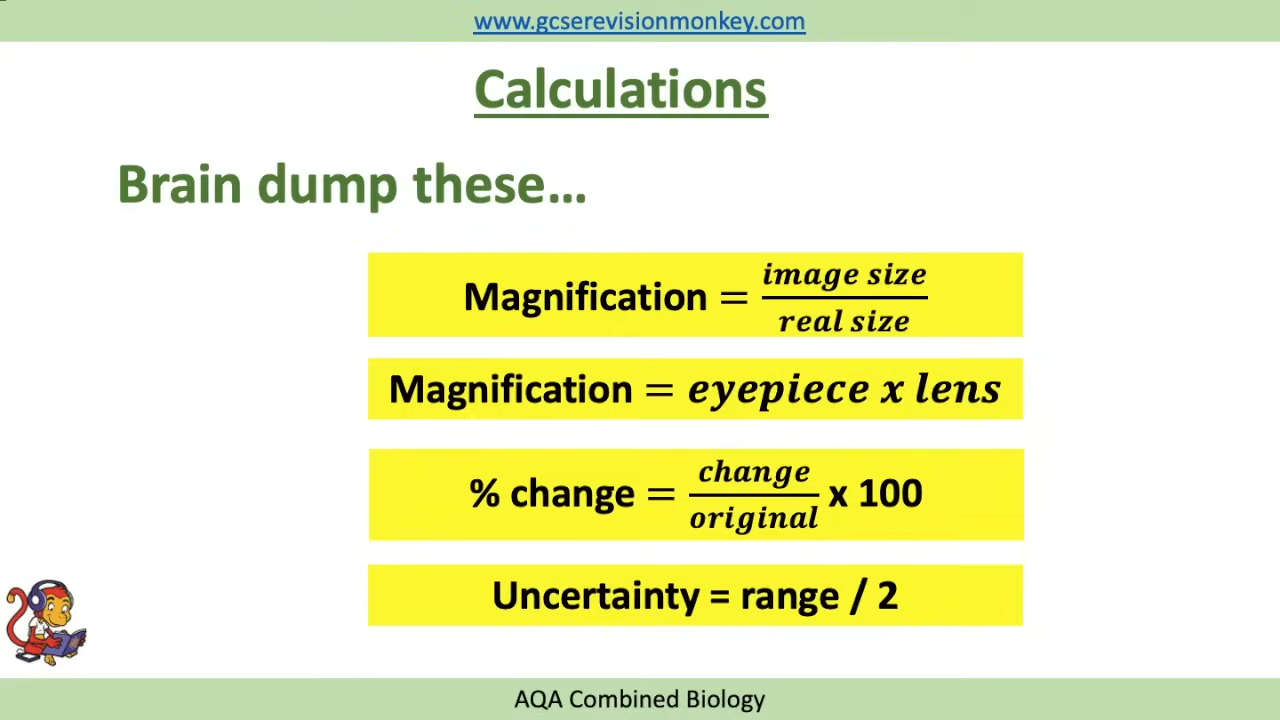 www.gcserevisionmonkey.com
Calculations
Brain dump these…
Magnification = image size / real size
Magnification = eyepiece x lens
% change = change / original x 100
Uncertainty = range / 2
AQA Combined Biology